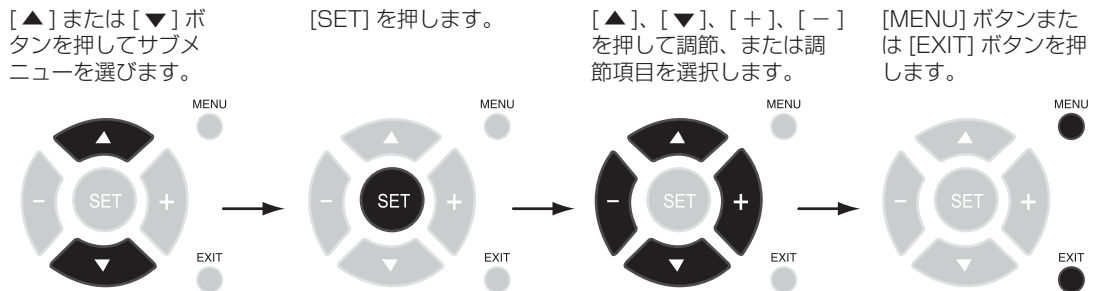 [ ▲ ] または [ ▼ ] ボ
タンを押してサブメ
ニューを選びます。
[SET] を押します。
[ ▲ ]、[ ▼ ]、[ ＋ ]、[ － ]
を押して調節、または調
節項目を選択します。
[MENU] ボタンまた
は [EXIT] ボタンを押
します。
MENU
－ SET ＋
EXIT
MENU
－ SET ＋
EXIT
MENU
－ SET ＋
EXIT
MENU
－ SET ＋
EXIT